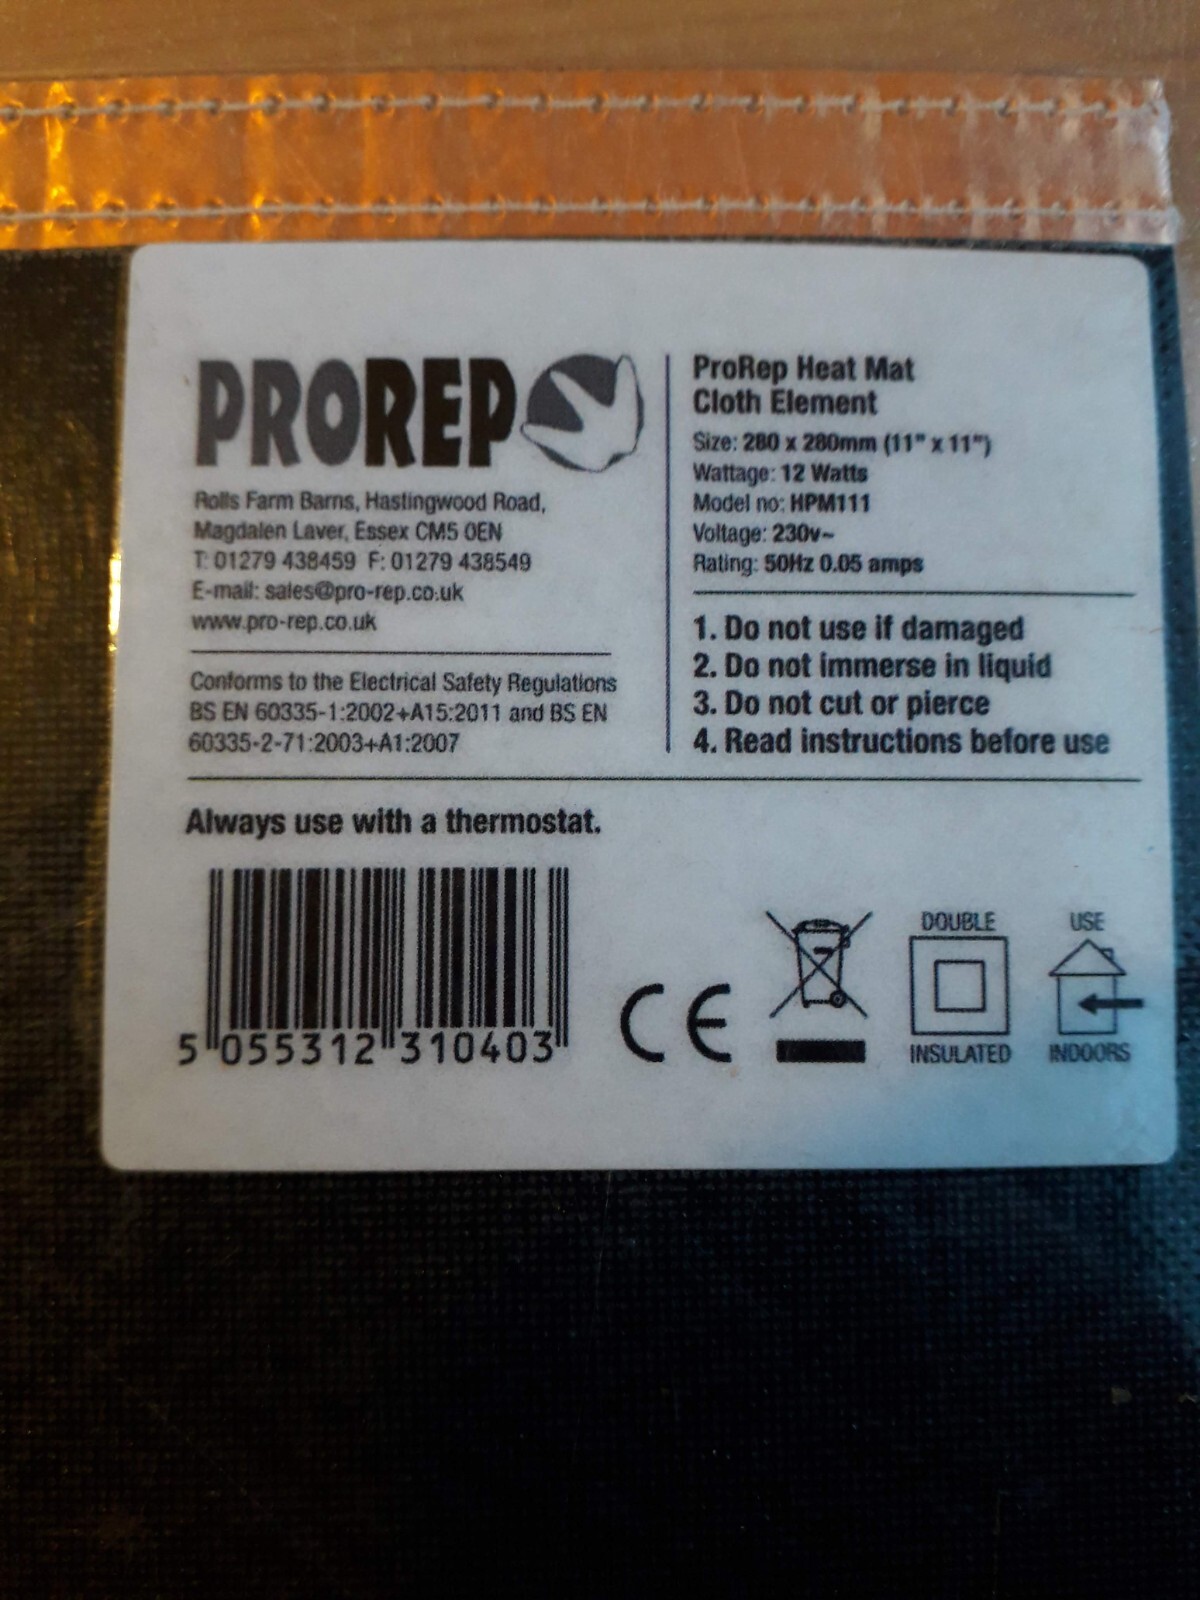 PROREP
Rolls Farm Barns, Hastingwood Road,
Magdalen Laver, Essex CM5 0EN
T: 01279 438459 F: 01279 438549
E-mail: sales@pro-rep.co.uk
www.pro-rep.co.uk
Conforms to the Electrical Safety Regulations
BS EN 60335-1:2002+A15:2011 and BS EN
60335-2-71:2003+A1:2007
ProRep Heat Mat
Cloth Element
Size: 280 x 280mm (11" x 11")
Wattage: 12 Watts
Model no: HPM111
Voltage: 230v~
Rating: 50Hz 0.05 amps
1. Do not use if damaged
2. Do not immerse in liquid
3. Do not cut or pierce
4. Read instructions before use
Always use with a thermostat.
5 055312 310403
CE
DOUBLE
INSULATED
USE
INDOORS